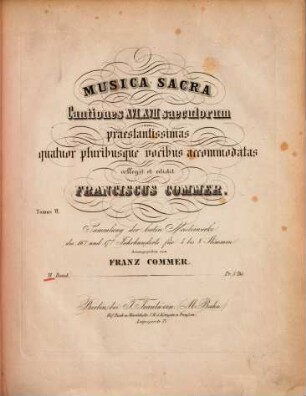 MUSICA SACRA
Cantiones XVI. XVII saeculorum
praestantissimas
quatuor pluribusque vocibus accommodatas
collegit et edidit
FRANCISCUS COMMER.
Tomus
Sammlung der besten Meisterwerke
des 16ten und 17ten Jahrhunderts für 4 bis 8 Stimmen
herausgegeben von
FRANZ COMMER.
Band
Berlin, bei T. Trautwein (M. Bahn)